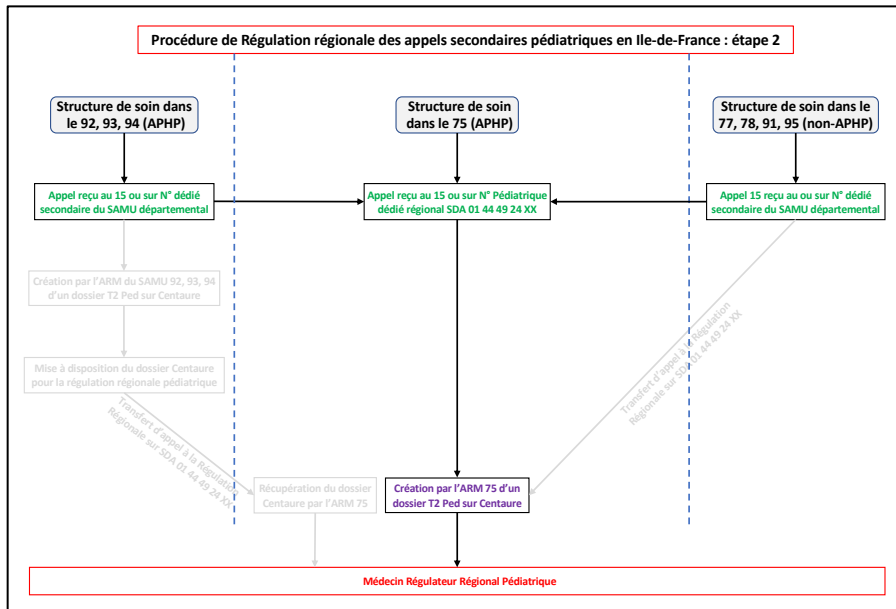 Procédure de Régulation régionale des appels secondaires pédiatriques en Ile-de-France : étape 2
Structure de soin dans
le 92, 93, 94 (APHP)
Structure de soin
dans le 75 (APHP)
Structure de soin dans le
77, 78, 91, 95 (non-APHP)
Appel reçu au 15 ou sur N° dédié
secondaire du SAMU départemental
Appel reçu au 15 ou sur N° Pédiatrique
dédié régional SDA 01 44 49 24 XX
Appel 15 reçu au ou sur N° dédié
secondaire du SAMU départemental
Création par l'ARM du SAMU 92, 93, 94
d'un dossier T2 Ped sur Centaure
Mise à disposition du dossier Centaure
pour la régulation régionale pédiatrique
Transfert d'appel à la Régulation
Régionale sur SDA 01 44 49 24 XX
Transfert d'appel à la Régulation
Régionale sur SDA 01 44 49 24 XX
Récupération du dossier
Centaure par l'ARM 75
Création par l'ARM 75 d'un
dossier T2 Ped sur Centaure
Médecin Régulateur Régional Pédiatrique